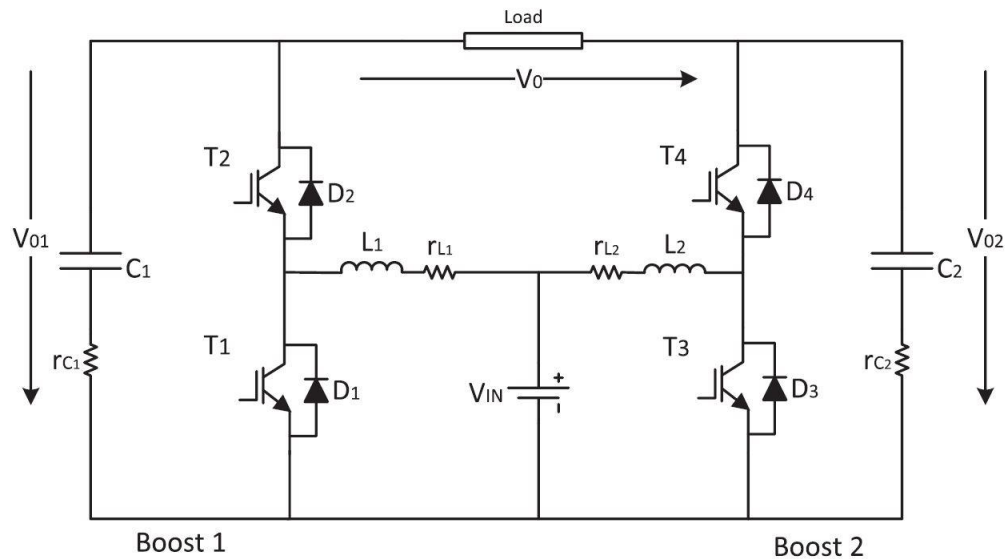 Load
V0
T2
D2
T4
D4
V01
C1
L1
rL1
rL2
L2
C2
V02
rC1
T1
D1
VIN
+
T3
D3
rC2
Boost 1
Boost 2